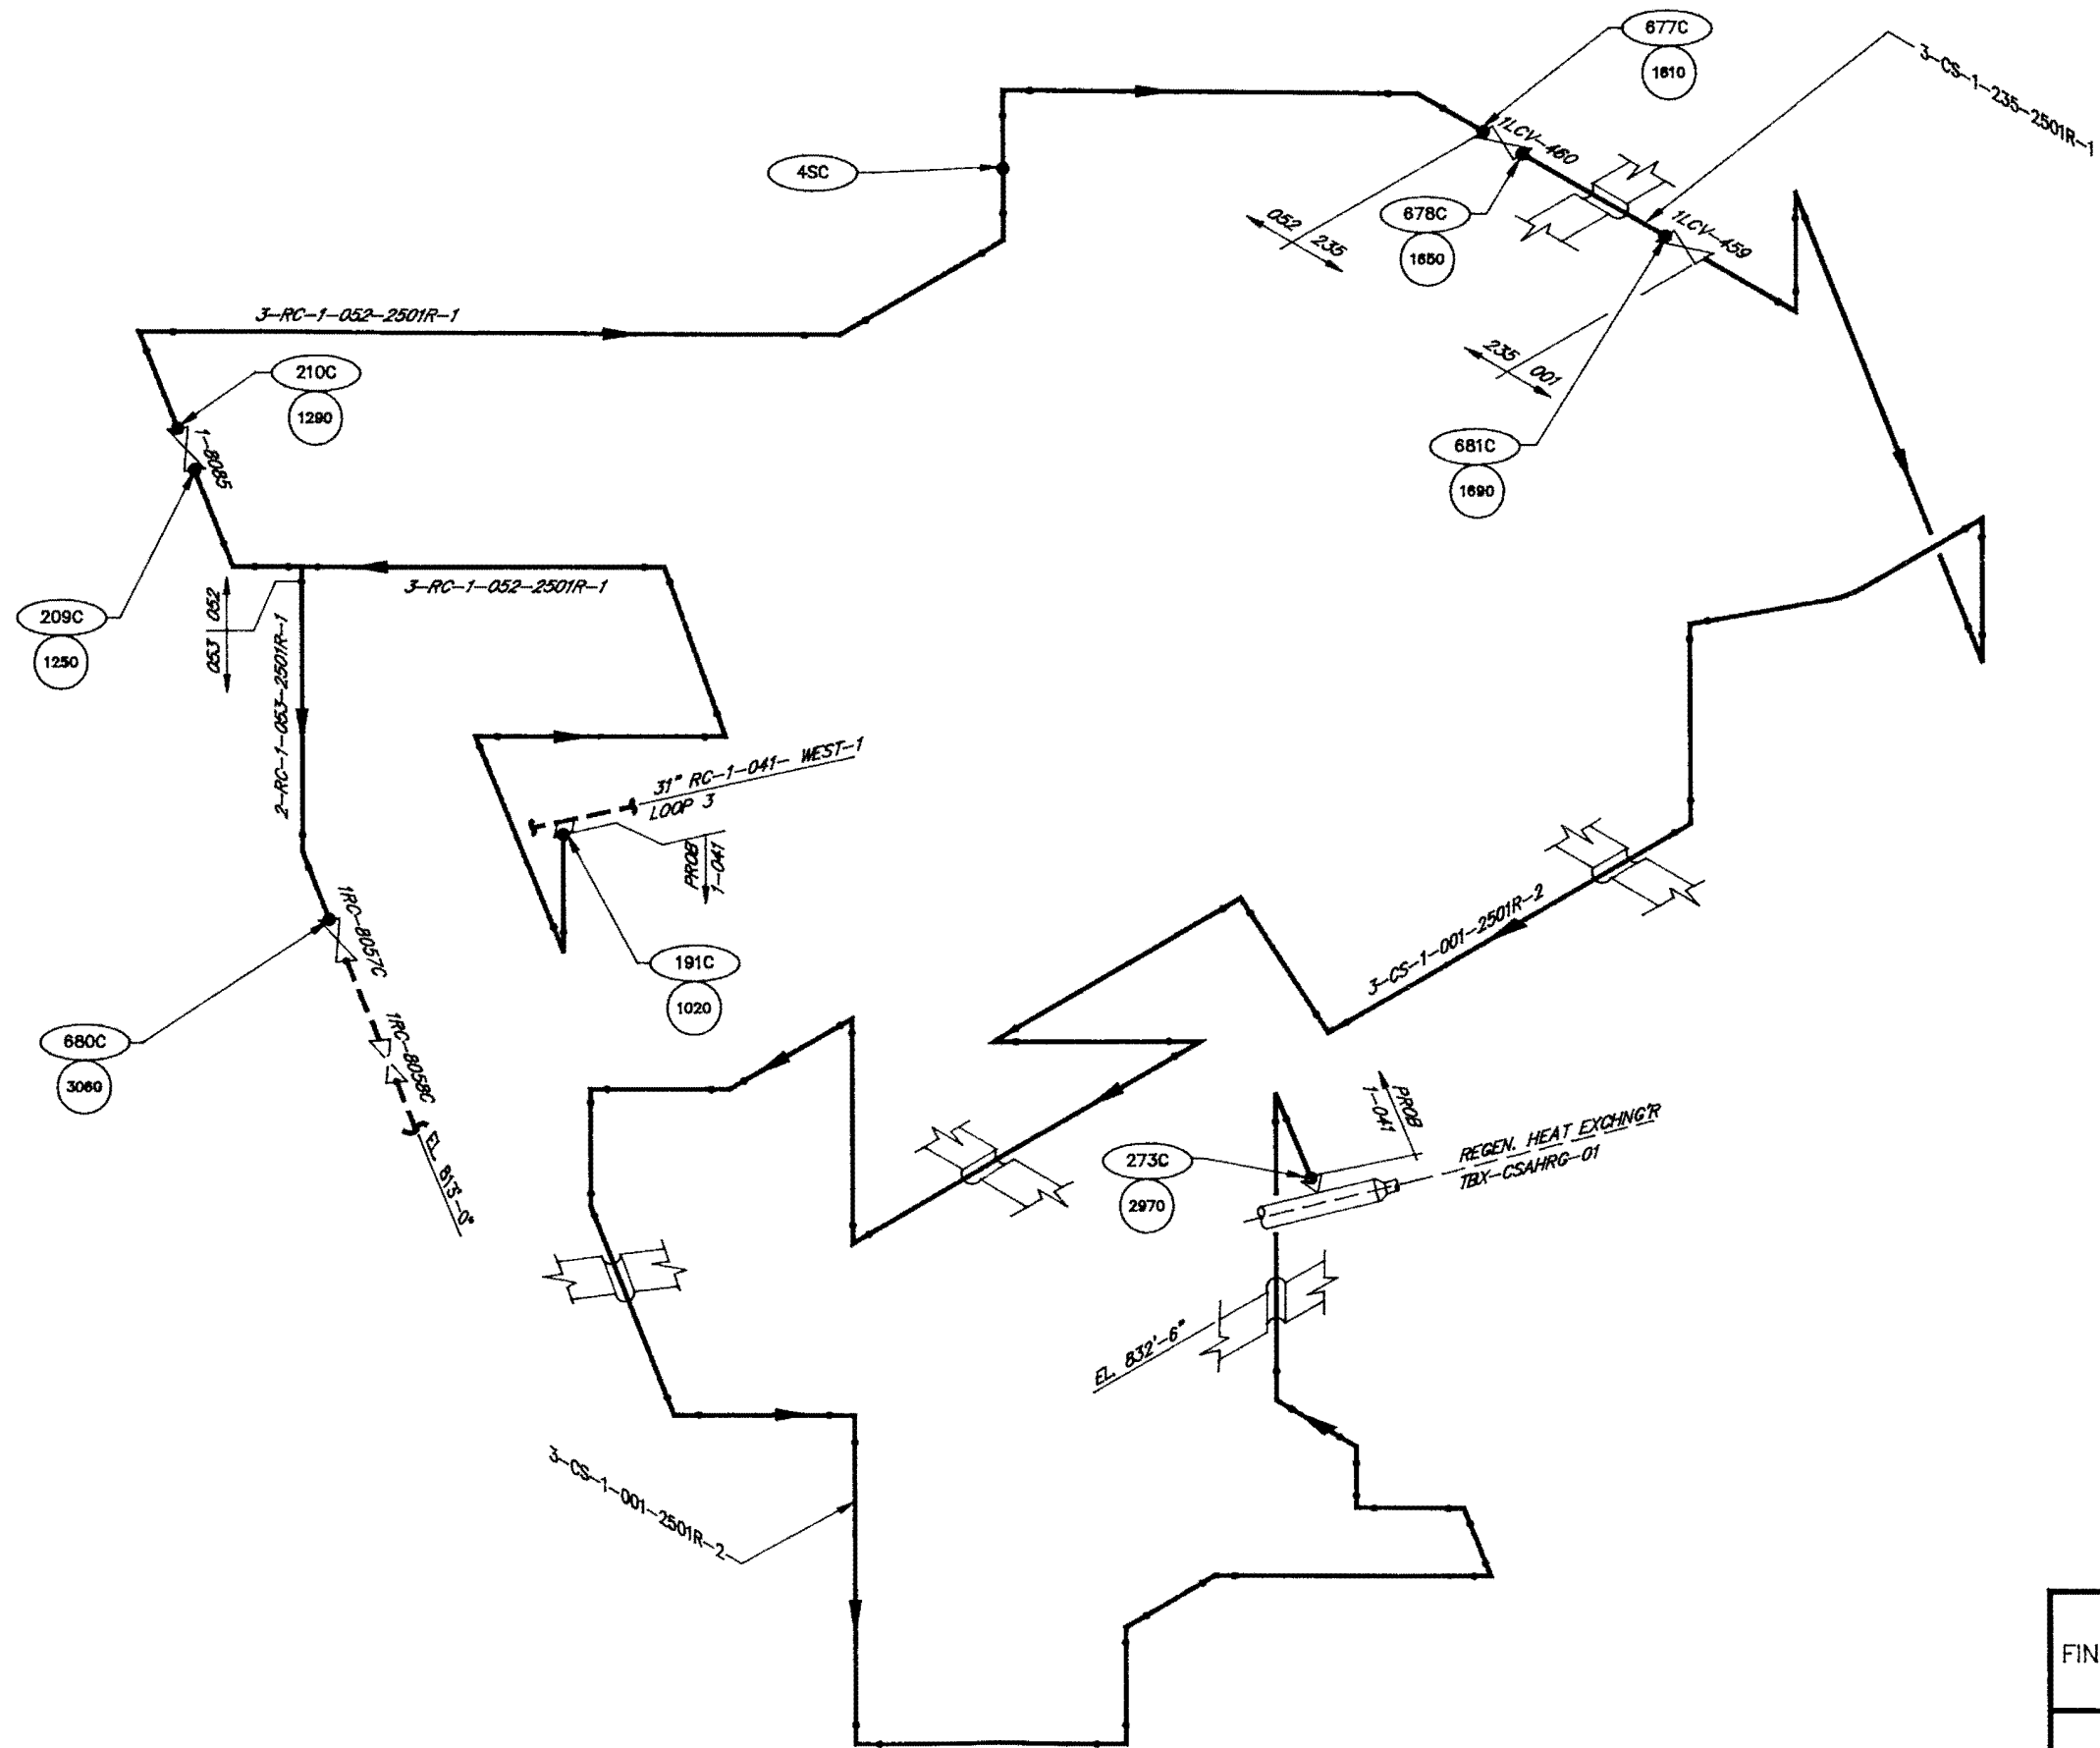 677C
1610
3-CS-1-235-2501R-1
1LCV-460
4SC
678C
1650
052 235
1LCV-459
3-RC-1-052-2501R-1
210C
1290
1-8085
235 001
681C
1690
3-RC-1-052-2501R-1
209C
1250
053 052
2-RC-1-053-2501R-1
31" RC-1-041- WEST-1
LOOP 3
PROB
1-041
1RC-8057C
191C
1020
3-CS-1-001-2501R-2
680C
3060
1RC-8058C
EL. 813'-0"
PROB
1-041
273C
2970
REGEN. HEAT EXCHNG'R
TBX-CSAHRG-01
EL. 832'-6"
3-CS-1-001-2501R-2
FIN